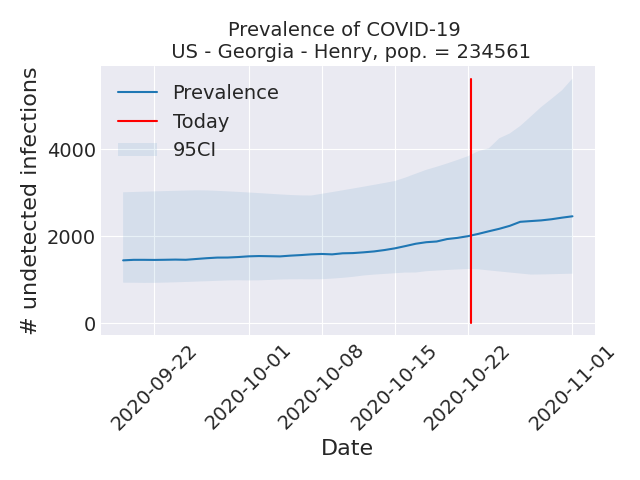 Prevalence of COVID-19
US - Georgia - Henry, pop. = 234561
# undetected infections
Prevalence
Today
95CI
4000
2000
0
2020-09-22
2020-10-01
2020-10-08
2020-10-15
2020-10-22
2020-11-01
Date